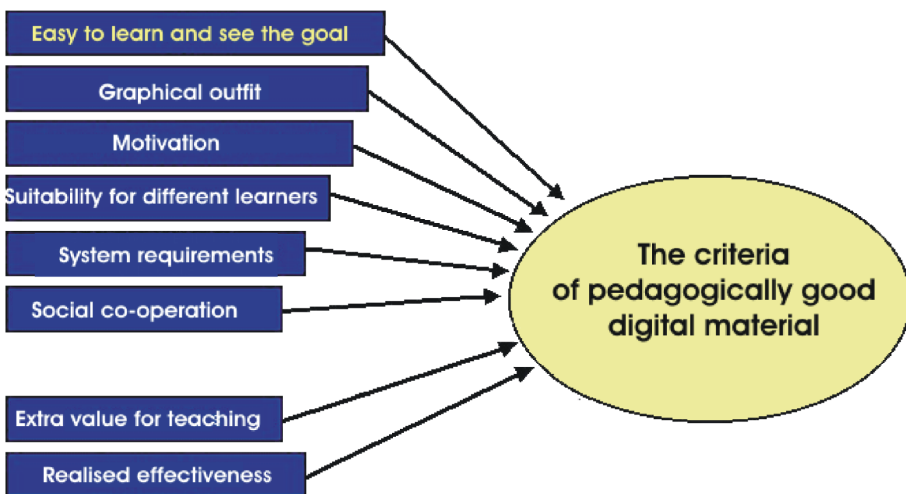 Easy to learn and see the goal
Graphical outfit
Motivation
Suitability for different learners
System requirements
Social co-operation
Extra value for teaching
Realised effectiveness
The criteria
of pedagogically good
digital material